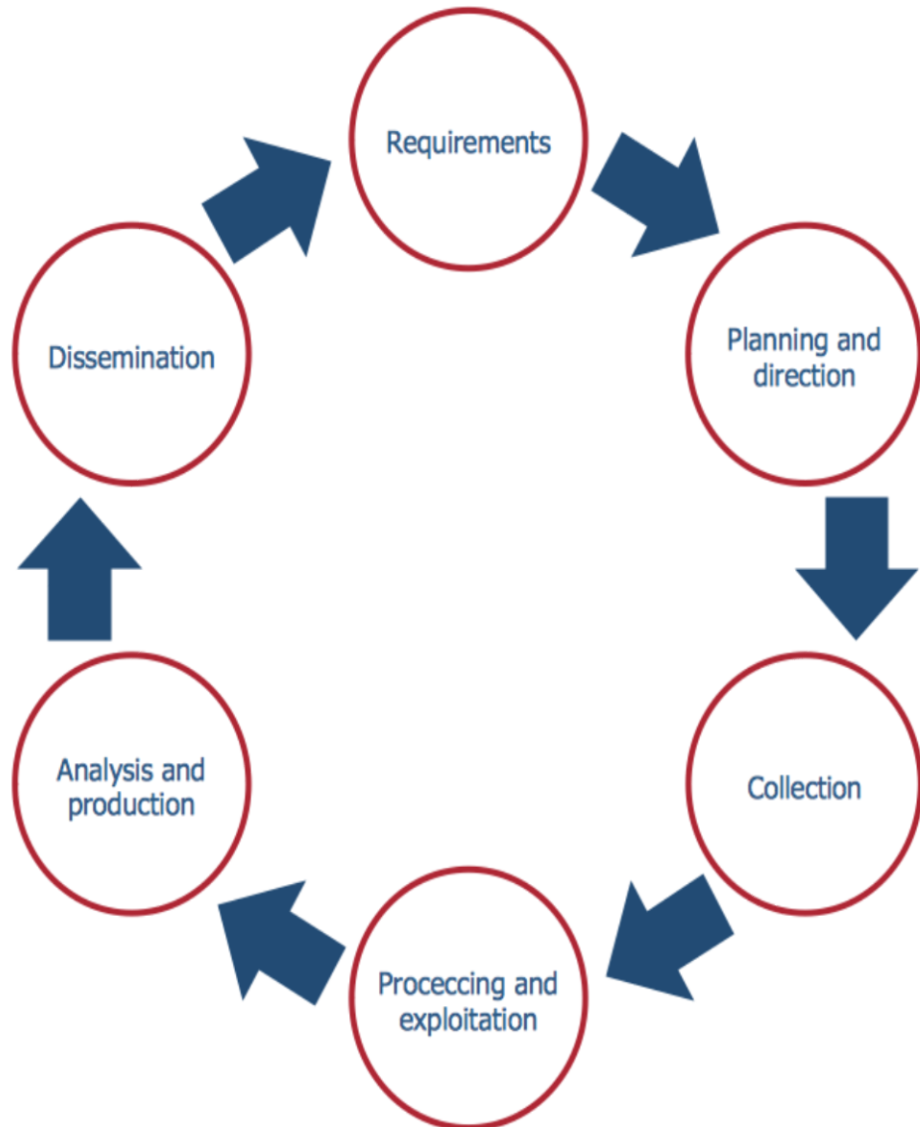 Requirements
Planning and
direction
Collection
Proceccing and
exploitation
Analysis and
production
Dissemination